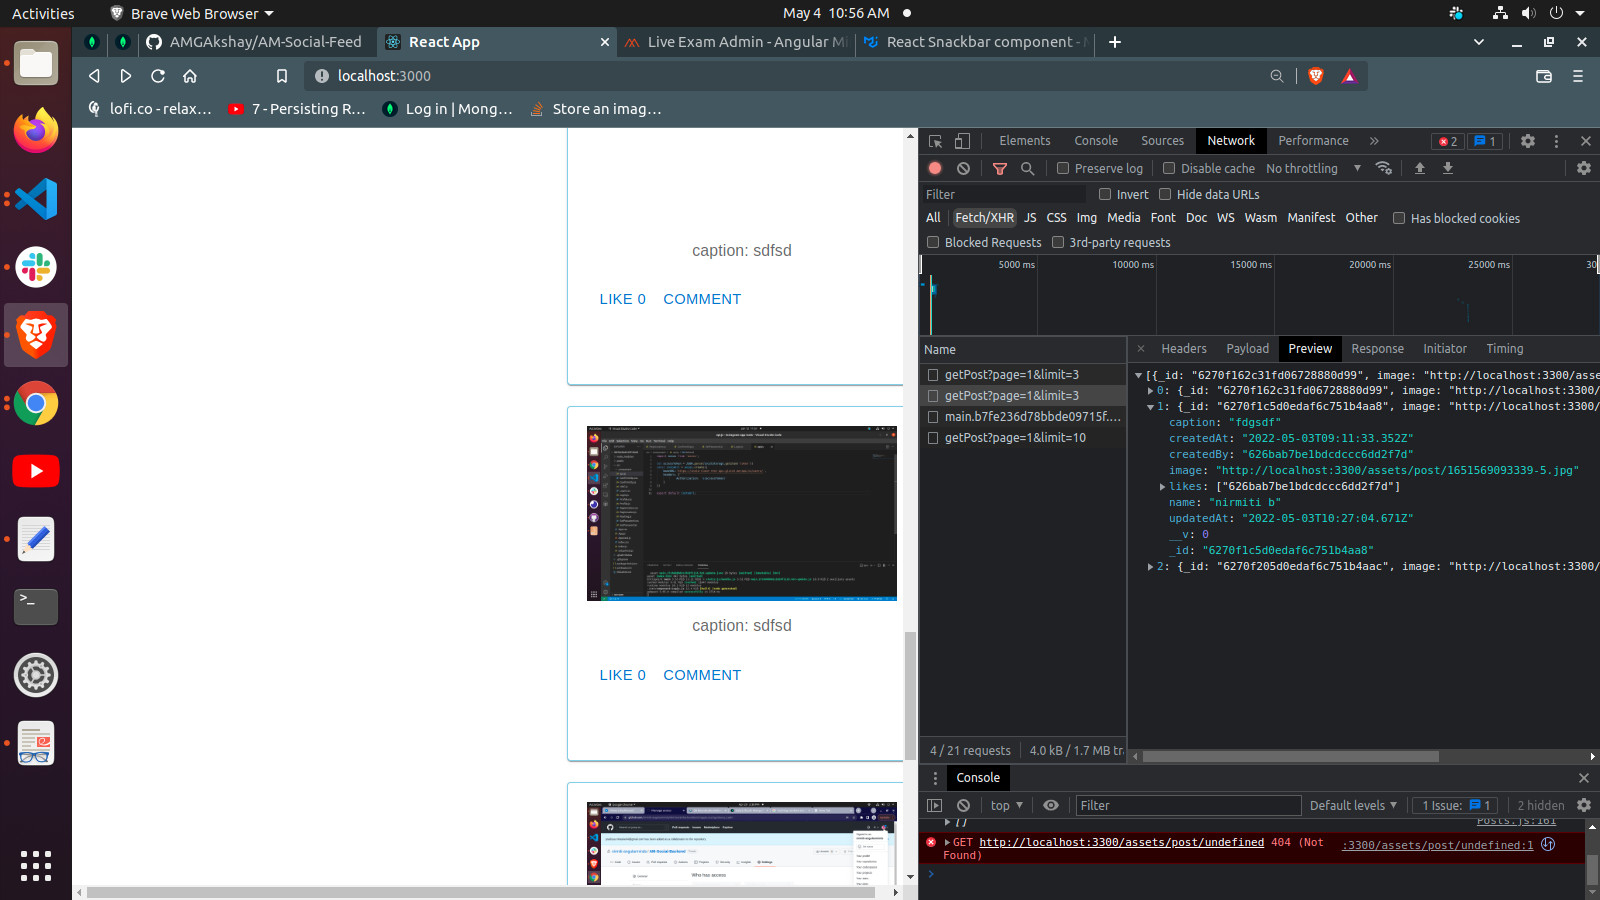 Activities
Brave Web Browser
May 4 10:56 AM
AMGAkshay/AM-Social-Feed
React App
Live Exam Admin - Angular Mi
React Snackbar component -
localhost:3000
lofi.co - relax…
7 - Persisting R…
Log in | Mong…
Store an imag…
caption: sdfsd
LIKE 0 COMMENT
caption: sdfsd
LIKE 0 COMMENT
Elements Console Sources Network Performance
2 1
Preserve log Disable cache No throttling
Filter Invert Hide data URLs
All Fetch/XHR JS CSS Img Media Font Doc WS Wasm Manifest Other Has blocked cookies
Blocked Requests 3rd-party requests
5000 ms 10000 ms 15000 ms 20000 ms 25000 ms 30
Name
getPost?page=1&limit=3
getPost?page=1&limit=3
main.b7fe236d78bbde09715f.…
getPost?page=1&limit=10
4 / 21 requests 4.0 kB / 1.7 MB tra
Headers Payload Preview Response Initiator Timing
[{_id: "6270f162c31fd06728880d99", image: "http://localhost:3300/asse
0: {_id: "6270f162c31fd06728880d99", image: "http://localhost:3300/
1: {_id: "6270f1c5d0edaf6c751b4aa8", image: "http://localhost:3300/
caption: "fdgsdf"
createdAt: "2022-05-03T09:11:33.352Z"
createdBy: "626bab7be1bdcdccc6dd2f7d"
image: "http://localhost:3300/assets/post/1651569093339-5.jpg"
likes: ["626bab7be1bdcdccc6dd2f7d"]
name: "nirmiti b"
updatedAt: "2022-05-03T10:27:04.671Z"
__v: 0
_id: "6270f1c5d0edaf6c751b4aa8"
2: {_id: "6270f205d0edaf6c751b4aac", image: "http://localhost:3300/
Console
top Filter Default levels 1 Issue: 1 2 hidden
[] Posts.js:161
GET http://localhost:3300/assets/post/undefined 404 (Not Found) :3300/assets/post/undefined:1